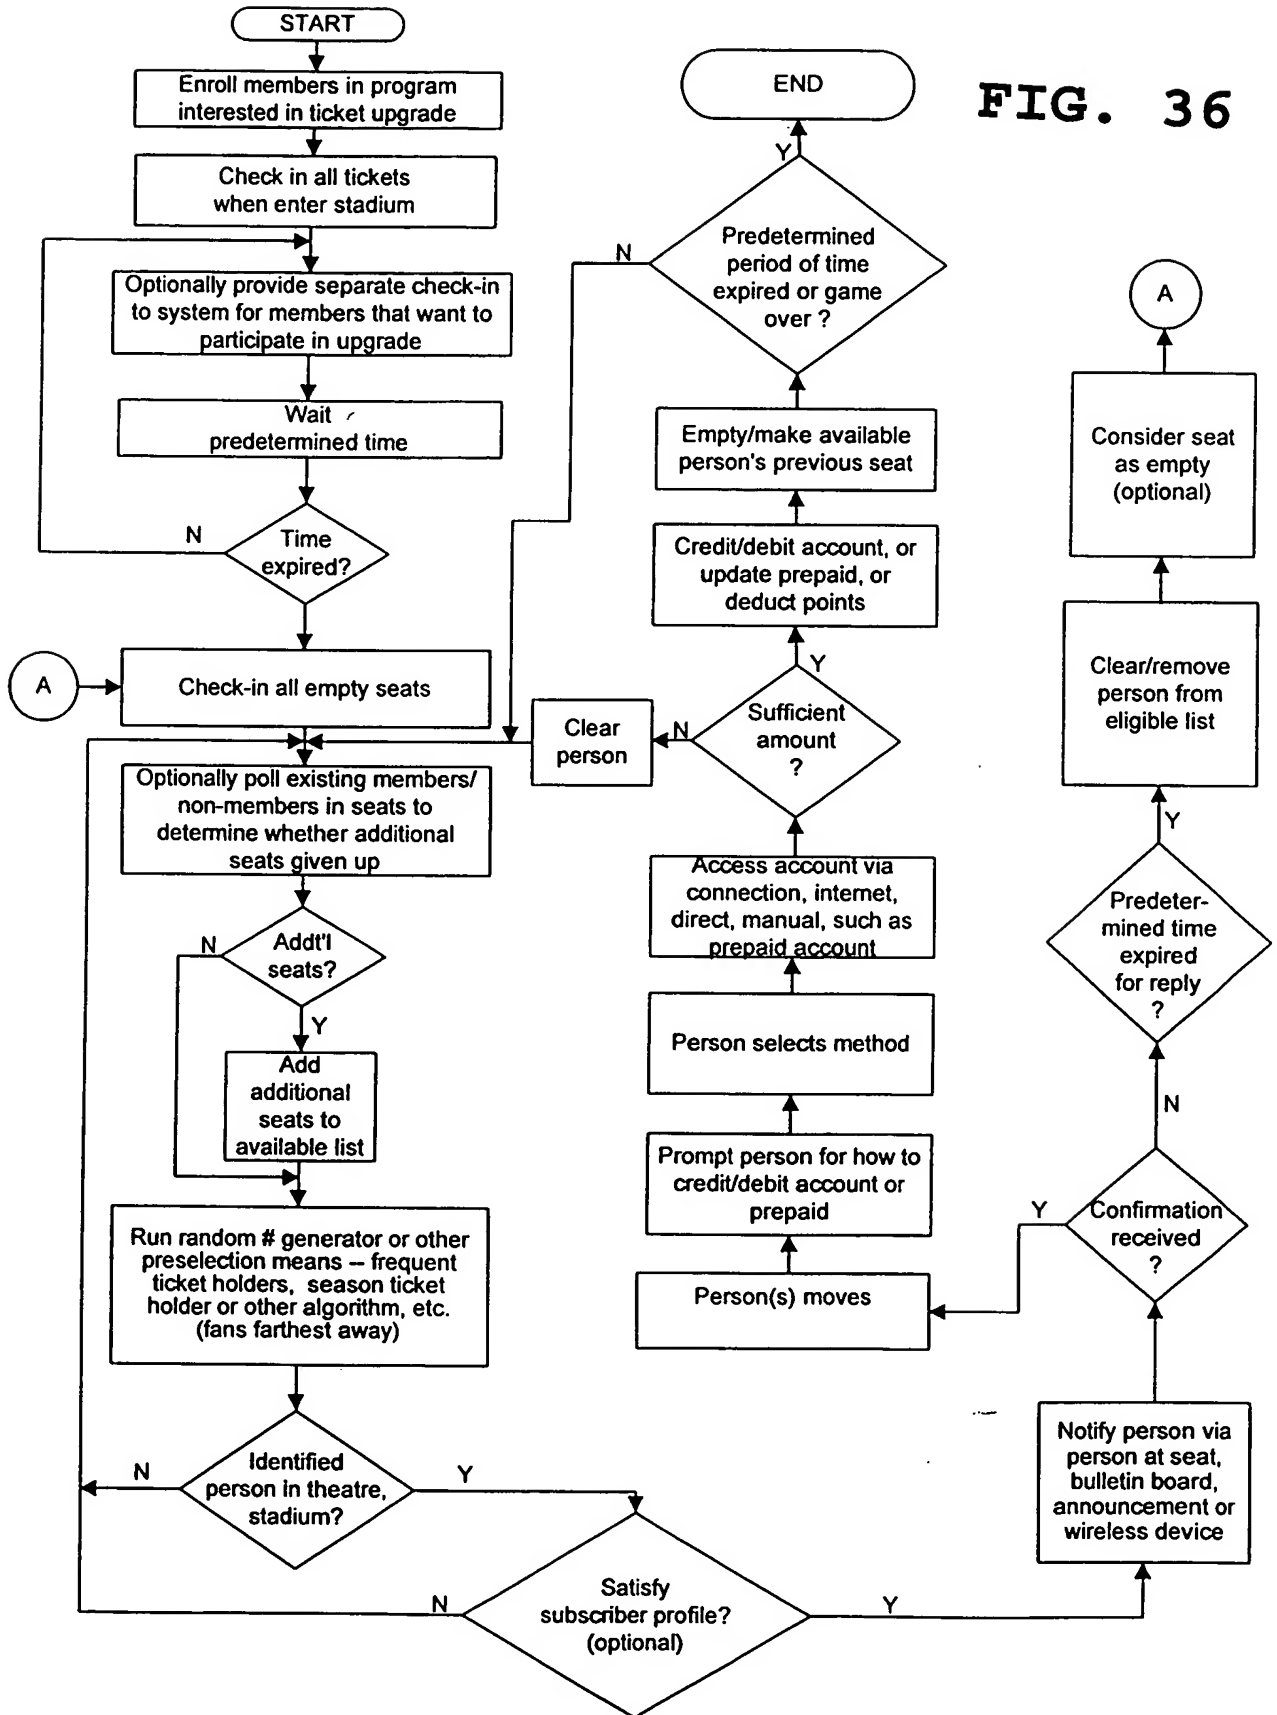 START
Enroll members in program
interested in ticket upgrade
Check in all tickets
when enter stadium
Optionally provide separate check-in
to system for members that want to
participate in upgrade
Wait
predetermined time
N
Time
expired?
A
Check-in all empty seats
Optionally poll existing members/
non-members in seats to
determine whether additional
seats given up
N
Addt'l
seats?
Y
Add
additional
seats to
available list
Run random # generator or other
preselection means -- frequent
ticket holders, season ticket
holder or other algorithm, etc.
(fans farthest away)
N
Identified
person in theatre,
stadium?
Y
N
Satisfy
subscriber profile?
(optional)
Y
END
Y
N
Predetermined
period of time
expired or game
over ?
Empty/make available
person's previous seat
Credit/debit account, or
update prepaid, or
deduct points
Y
Clear
person
N
Sufficient
amount
?
Access account via
connection, internet,
direct, manual, such as
prepaid account
Person selects method
Prompt person for how to
credit/debit account or
prepaid
Person(s) moves
FIG. 36
A
Consider seat
as empty
(optional)
Clear/remove
person from
eligible list
Y
Predeter-
mined time
expired
for reply
?
N
Y
Confirmation
received
?
Notify person via
person at seat,
bulletin board,
announcement or
wireless device